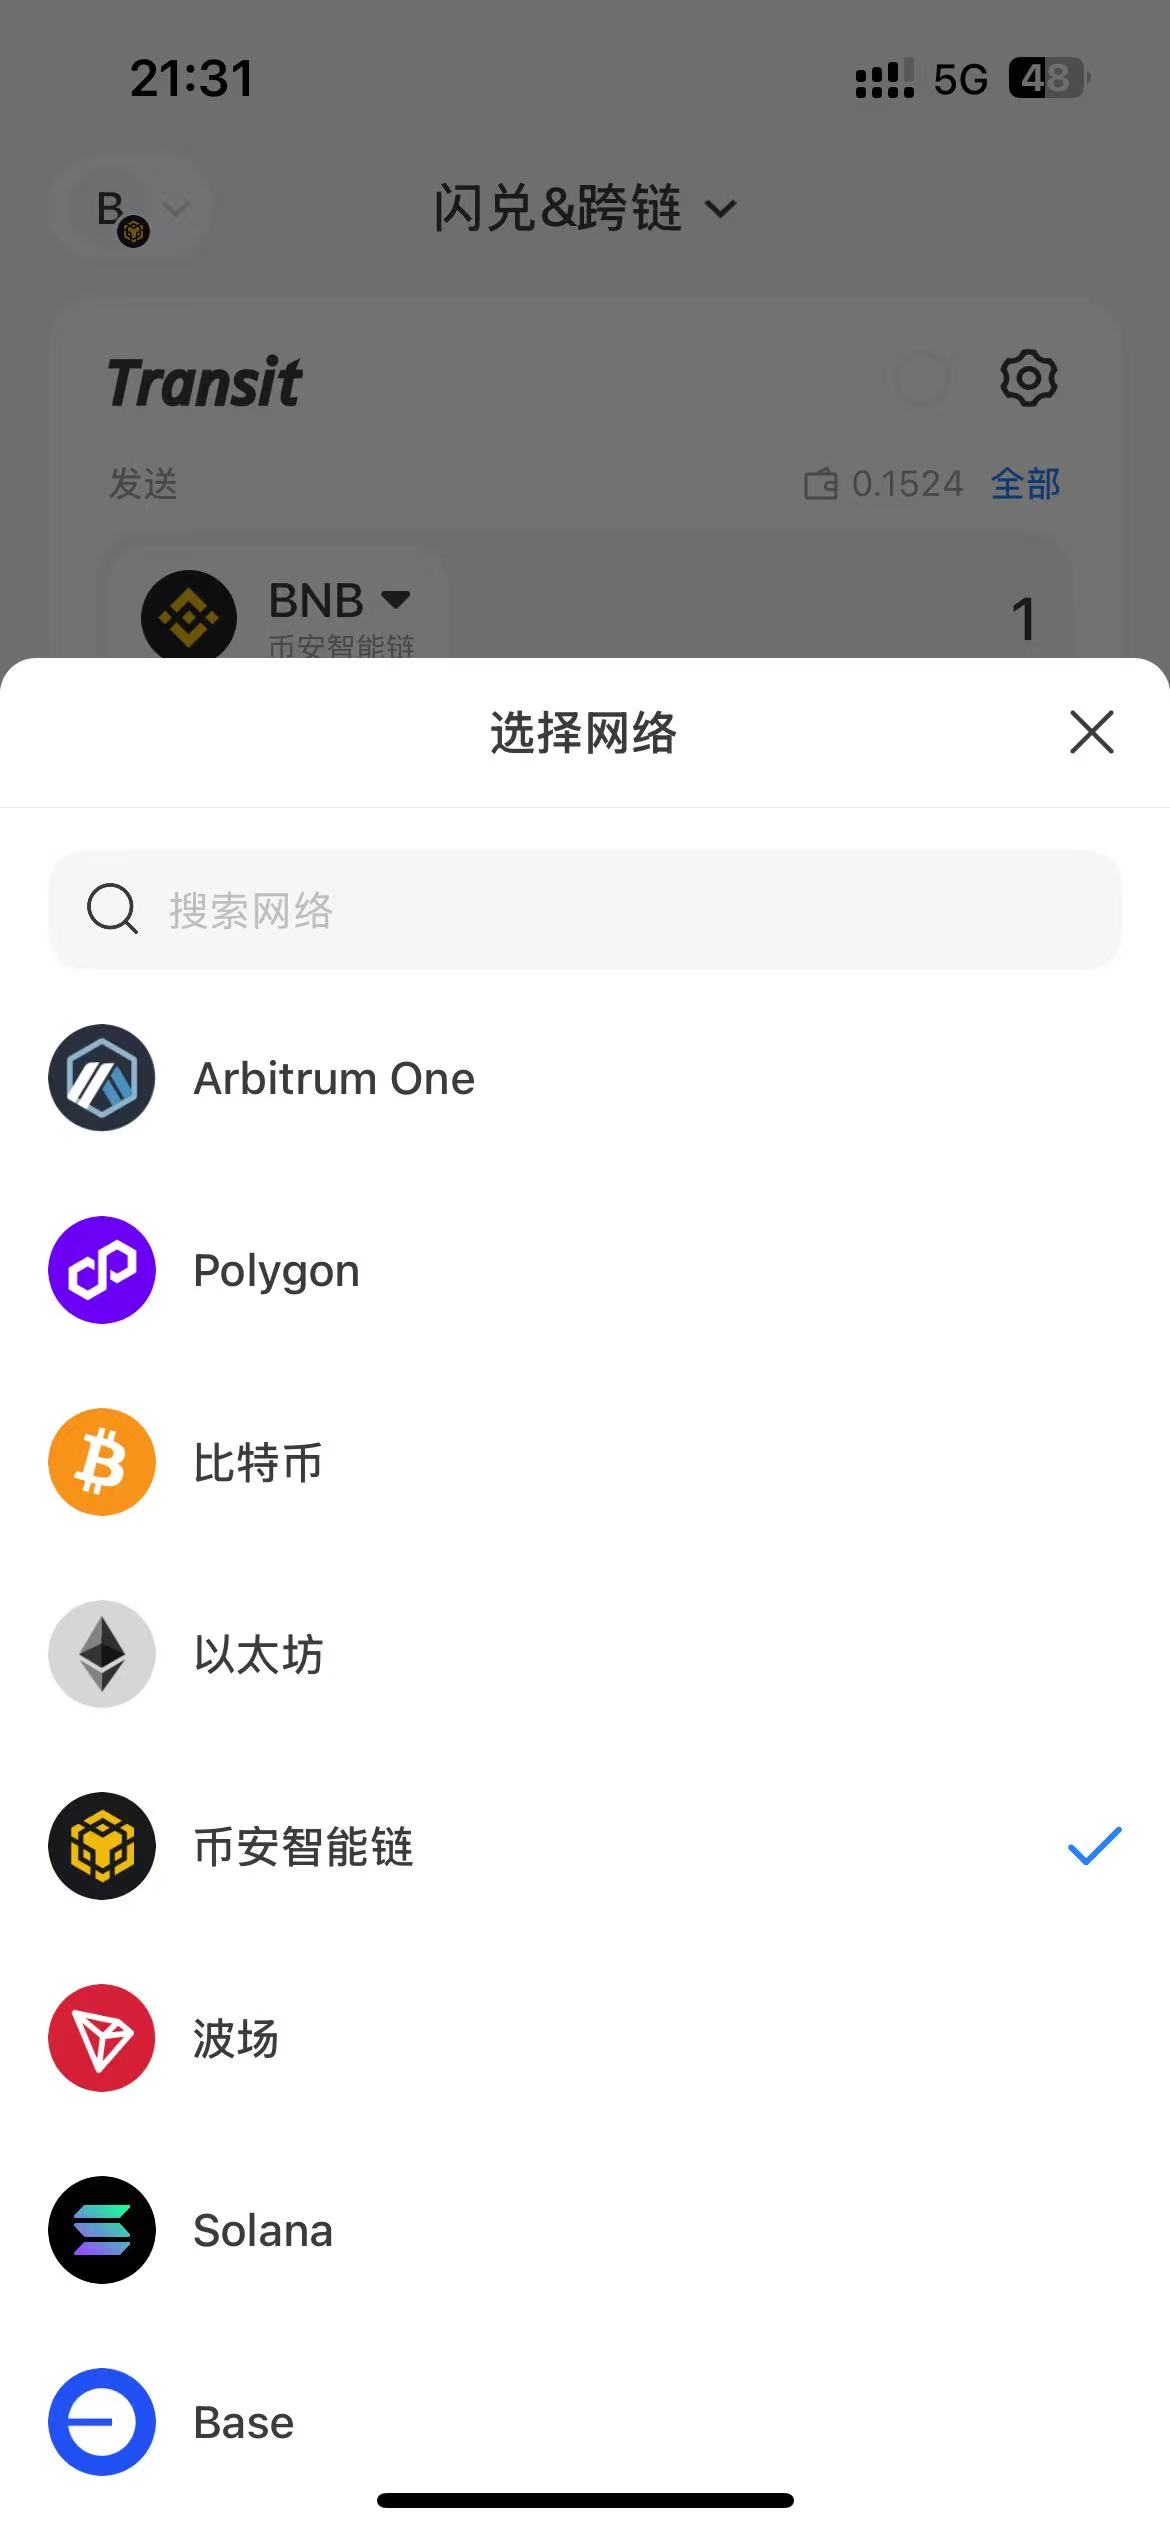 21:31 5G 48
B 闪兑&跨链
Transit
发送 0.1524 全部
BNB 1
币安智能链
选择网络
搜索网络
Arbitrum One
Polygon
比特币
以太坊
币安智能链
波场
Solana
Base